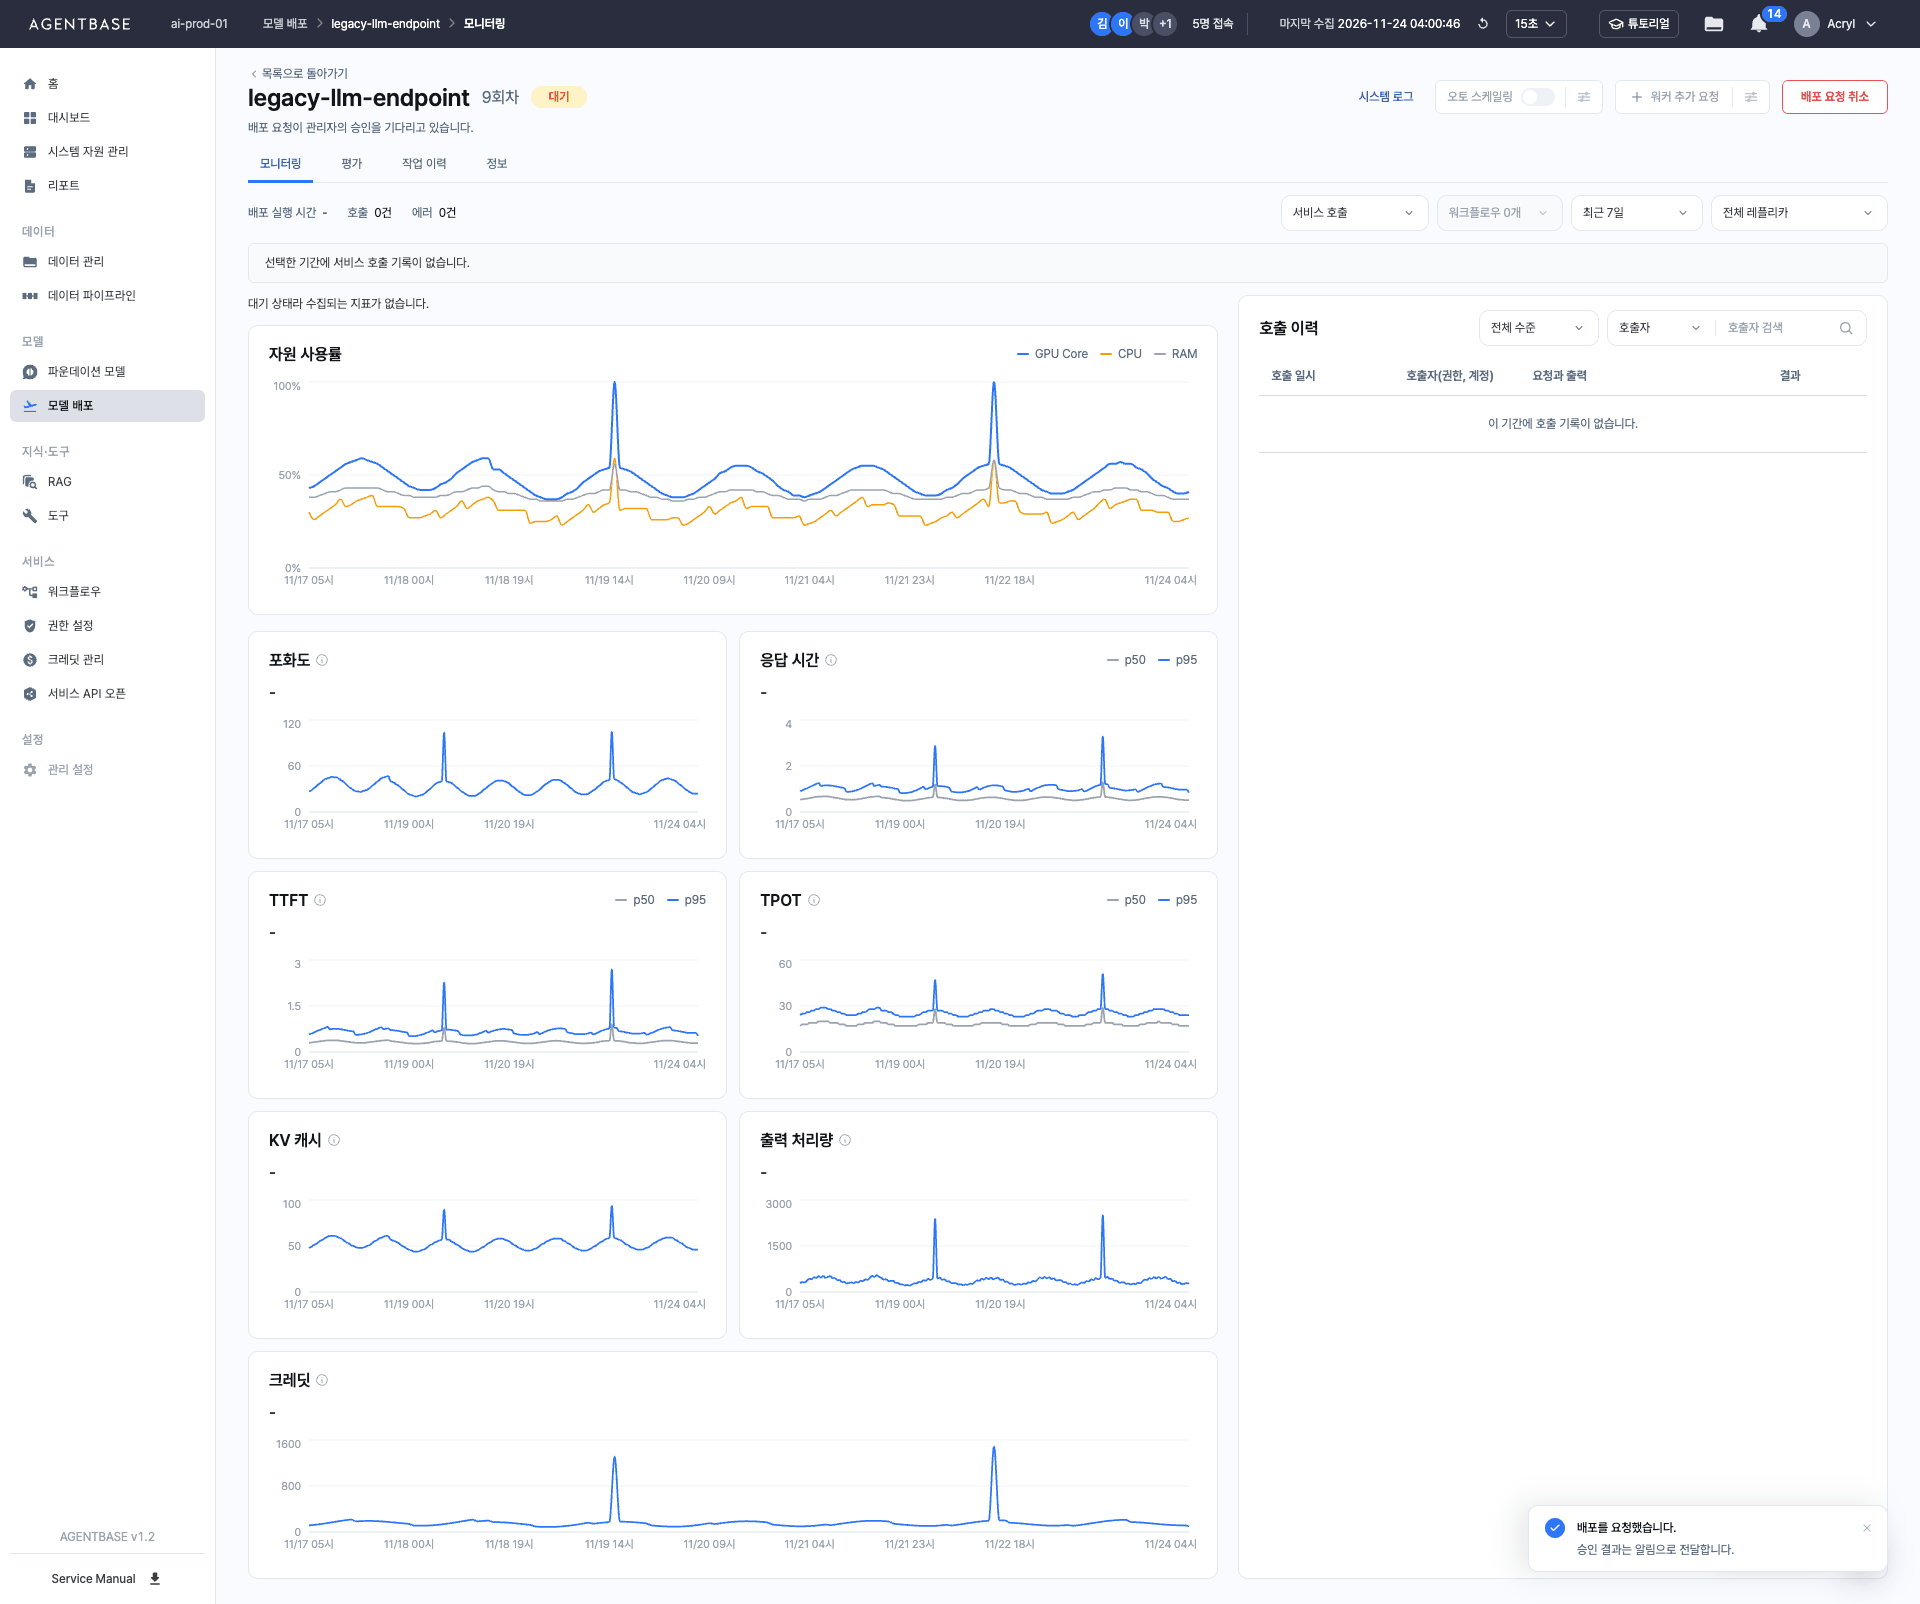 AGENTBASE
ai-prod-01
모델 배포 > legacy-llm-endpoint > 모니터링
김 이 박 +1 5명 접속
마지막 수집 2026-11-24 04:00:46
15초
튜토리얼
14
A Acryl
홈
대시보드
시스템 자원 관리
리포트
데이터
데이터 관리
데이터 파이프라인
모델
파운데이션 모델
모델 배포
지식·도구
RAG
도구
서비스
워크플로우
권한 설정
크레딧 관리
서비스 API 오픈
설정
관리 설정
AGENTBASE v1.2
Service Manual
목록으로 돌아가기
legacy-llm-endpoint 9회차 대기
배포 요청이 관리자의 승인을 기다리고 있습니다.
시스템 로그
오토 스케일링
워커 추가 요청
배포 요청 취소
모니터링 평가 작업 이력 정보
배포 실행 시간 - 호출 0건 에러 0건
서비스 호출
워크플로우 0개
최근 7일
전체 레플리카
선택한 기간에 서비스 호출 기록이 없습니다.
대기 상태라 수집되는 지표가 없습니다.
자원 사용률
GPU Core CPU RAM
100%
50%
0%
11/17 05시 11/18 00시 11/18 19시 11/19 14시 11/20 09시 11/21 04시 11/21 23시 11/22 18시 11/24 04시
포화도
-
120
60
0
11/17 05시 11/19 00시 11/20 19시 11/24 04시
응답 시간
p50 p95
-
4
2
0
11/17 05시 11/19 00시 11/20 19시 11/24 04시
TTFT
p50 p95
-
3
1.5
0
11/17 05시 11/19 00시 11/20 19시 11/24 04시
TPOT
p50 p95
-
60
30
0
11/17 05시 11/19 00시 11/20 19시 11/24 04시
KV 캐시
-
100
50
0
11/17 05시 11/19 00시 11/20 19시 11/24 04시
출력 처리량
-
3000
1500
0
11/17 05시 11/19 00시 11/20 19시 11/24 04시
크레딧
-
1600
800
0
11/17 05시 11/18 00시 11/18 19시 11/19 14시 11/20 09시 11/21 04시 11/21 23시 11/22 18시 11/24 04시
호출 이력
전체 수준
호출자
호출자 검색
호출 일시 호출자(권한, 계정) 요청과 출력 결과
이 기간에 호출 기록이 없습니다.
배포를 요청했습니다.
승인 결과는 알림으로 전달합니다.